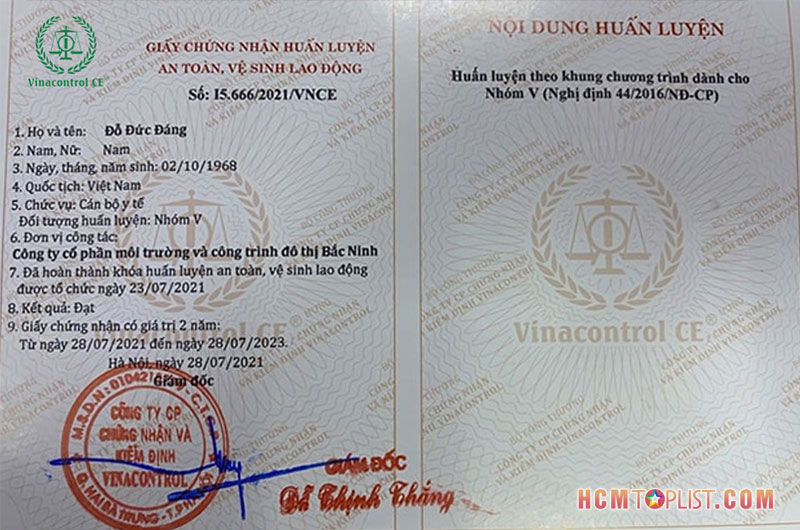 Vinacontrol CE
GIẤY CHỨNG NHẬN HUẤN LUYỆN
AN TOÀN, VỆ SINH LAO ĐỘNG
Số: I5.666/2021/VNCE
1. Họ và tên: Đỗ Đức Đáng
2. Nam, Nữ: Nam
3. Ngày, tháng, năm sinh: 02/10/1968
4. Quốc tịch: Việt Nam
5. Chức vụ: Cán bộ y tế
Đối tượng huấn luyện: Nhóm V
6. Đơn vị công tác:
Công ty cổ phần môi trường và công trình đô thị Bắc Ninh
7. Đã hoàn thành khóa huấn luyện an toàn, vệ sinh lao động
được tổ chức ngày 23/07/2021
8. Kết quả: Đạt
9. Giấy chứng nhận có giá trị 2 năm:
Từ ngày 28/07/2021 đến ngày 28/07/2023.
Hà Nội, ngày 28/07/2021
Giám đốc
CÔNG TY CP
CHỨNG NHẬN VÀ
KIỂM ĐỊNH
VINACONTROL
GIÁM ĐỐC
Đỗ Thịnh Thắng
NỘI DUNG HUẤN LUYỆN
Huấn luyện theo khung chương trình dành cho
Nhóm V (Nghị định 44/2016/NĐ-CP)
Vinacontrol CE®
HCMTOPLIST.COM